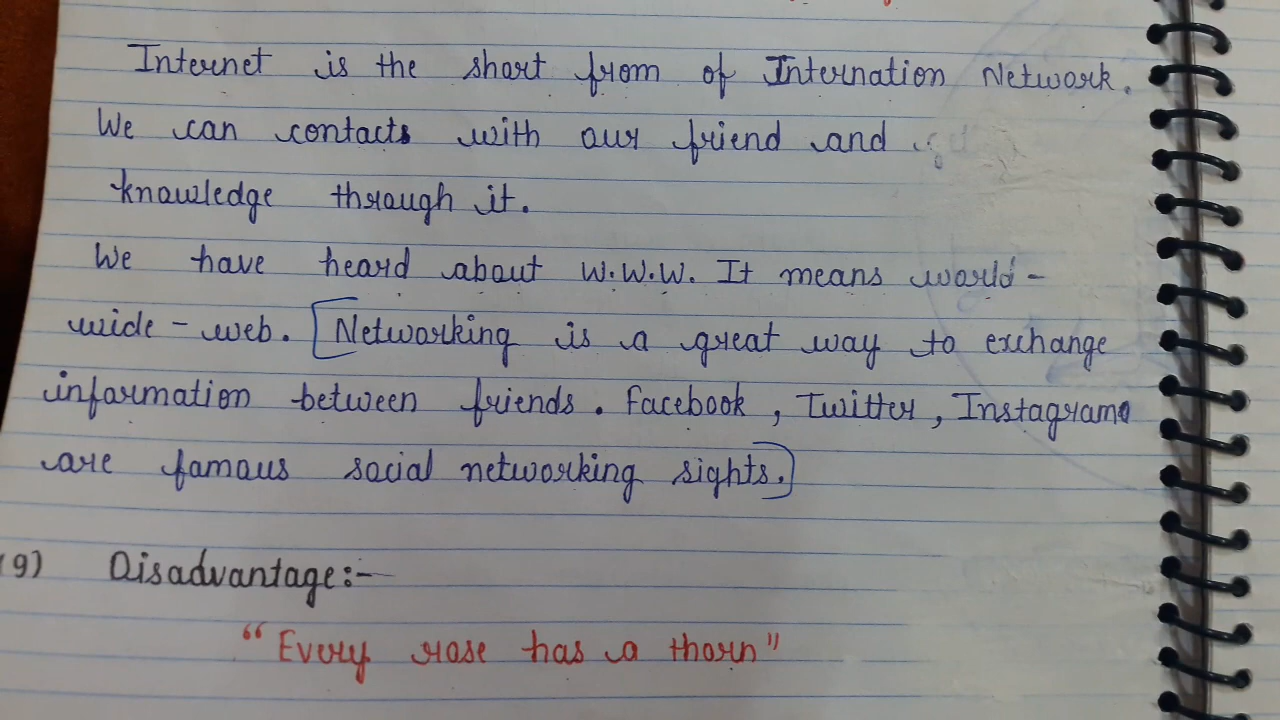 Internet is the short from of Internation Network.
We can contacts with our friend and
knowledge through it.
We have heard about W.W.W. It means world -
wide - web. [Networking is a great way to exchange
information between friends. Facebook, Twitter, Instagram
are famous social networking sights.]
(9) Disadvantage:-
"Every rose has a thorn"